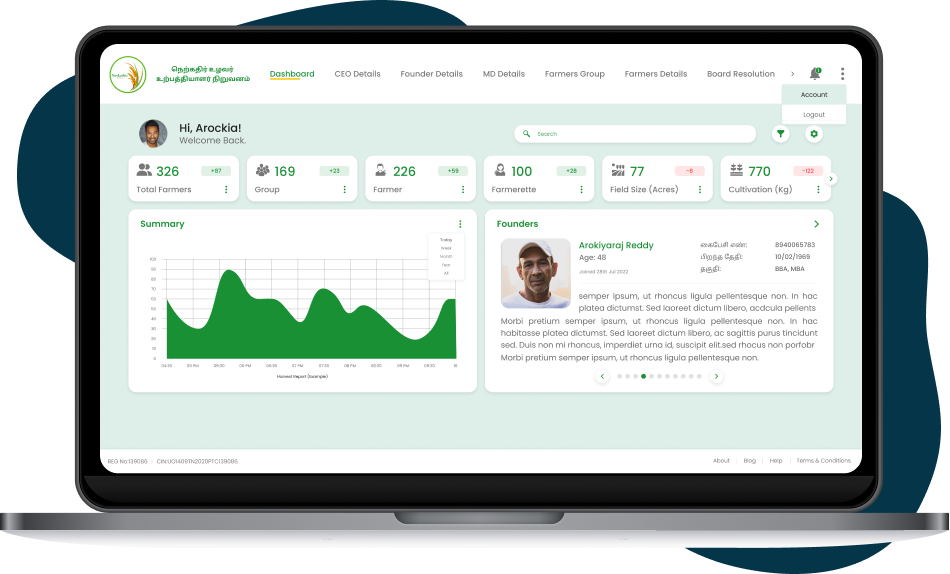 Nerkathir
நெற்கதிர் உழவர்
உற்பத்தியாளர் நிறுவனம்
Dashboard
CEO Details
Founder Details
MD Details
Farmers Group
Farmers Details
Board Resolution
1
Account
Logout
Hi, Arockia!
Welcome Back.
Search
326
+87
Total Farmers
169
+23
Group
226
+59
Farmer
100
+28
Farmerette
77
-8
Field Size (Acres)
770
-122
Cultivation (Kg)
Summary
Today
Week
Month
Year
All
100
90
80
70
60
50
40
30
20
10
0
Harvest Report (Example)
Founders
Arokiyaraj Reddy
Age: 48
Joined 28th Jul 2022
கைபேசி எண்: 8940065783
பிறந்த தேதி: 10/02/1969
தகுதி: BBA, MBA
semper ipsum, ut rhoncus ligula pellentesque non. In hac
platea dictumst. Sed laoreet dictum libero, acdcula pellents
Morbi pretium semper ipsum, ut rhoncus ligula pellentesque non. In hac
habitasse platea dictumst. Sed laoreet dictum libero, ac sagittis purus tincidunt
sed. Duis non mi rhoncus, imperdiet urna id, suscipit elit.sed rhocus non porfobr
Morbi pretium semper ipsum, ut rhoncus ligula pellentesque non.
REG No:139086 | CIN:U01409TN2020PTC139086
About | Blog | Help | Terms & Conditions